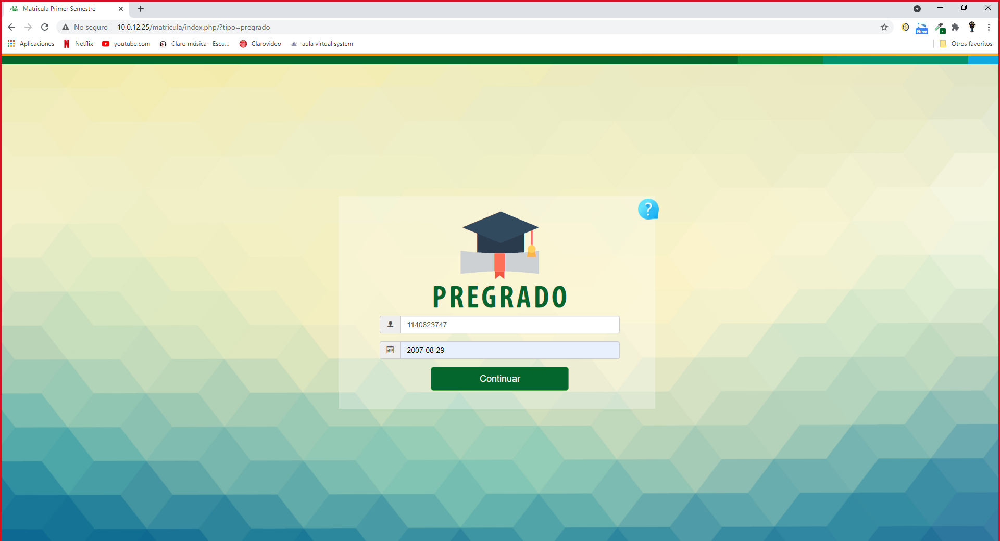 Matricula Primer Semestre
No seguro
10.0.12.25/matricula/index.php/?tipo=pregrado
New
Aplicaciones
Netflix
youtube.com
Claro música - Escu...
Clarovideo
aula virtual system
Otros favoritos
?
PREGRADO
1140823747
2007-08-29
Continuar